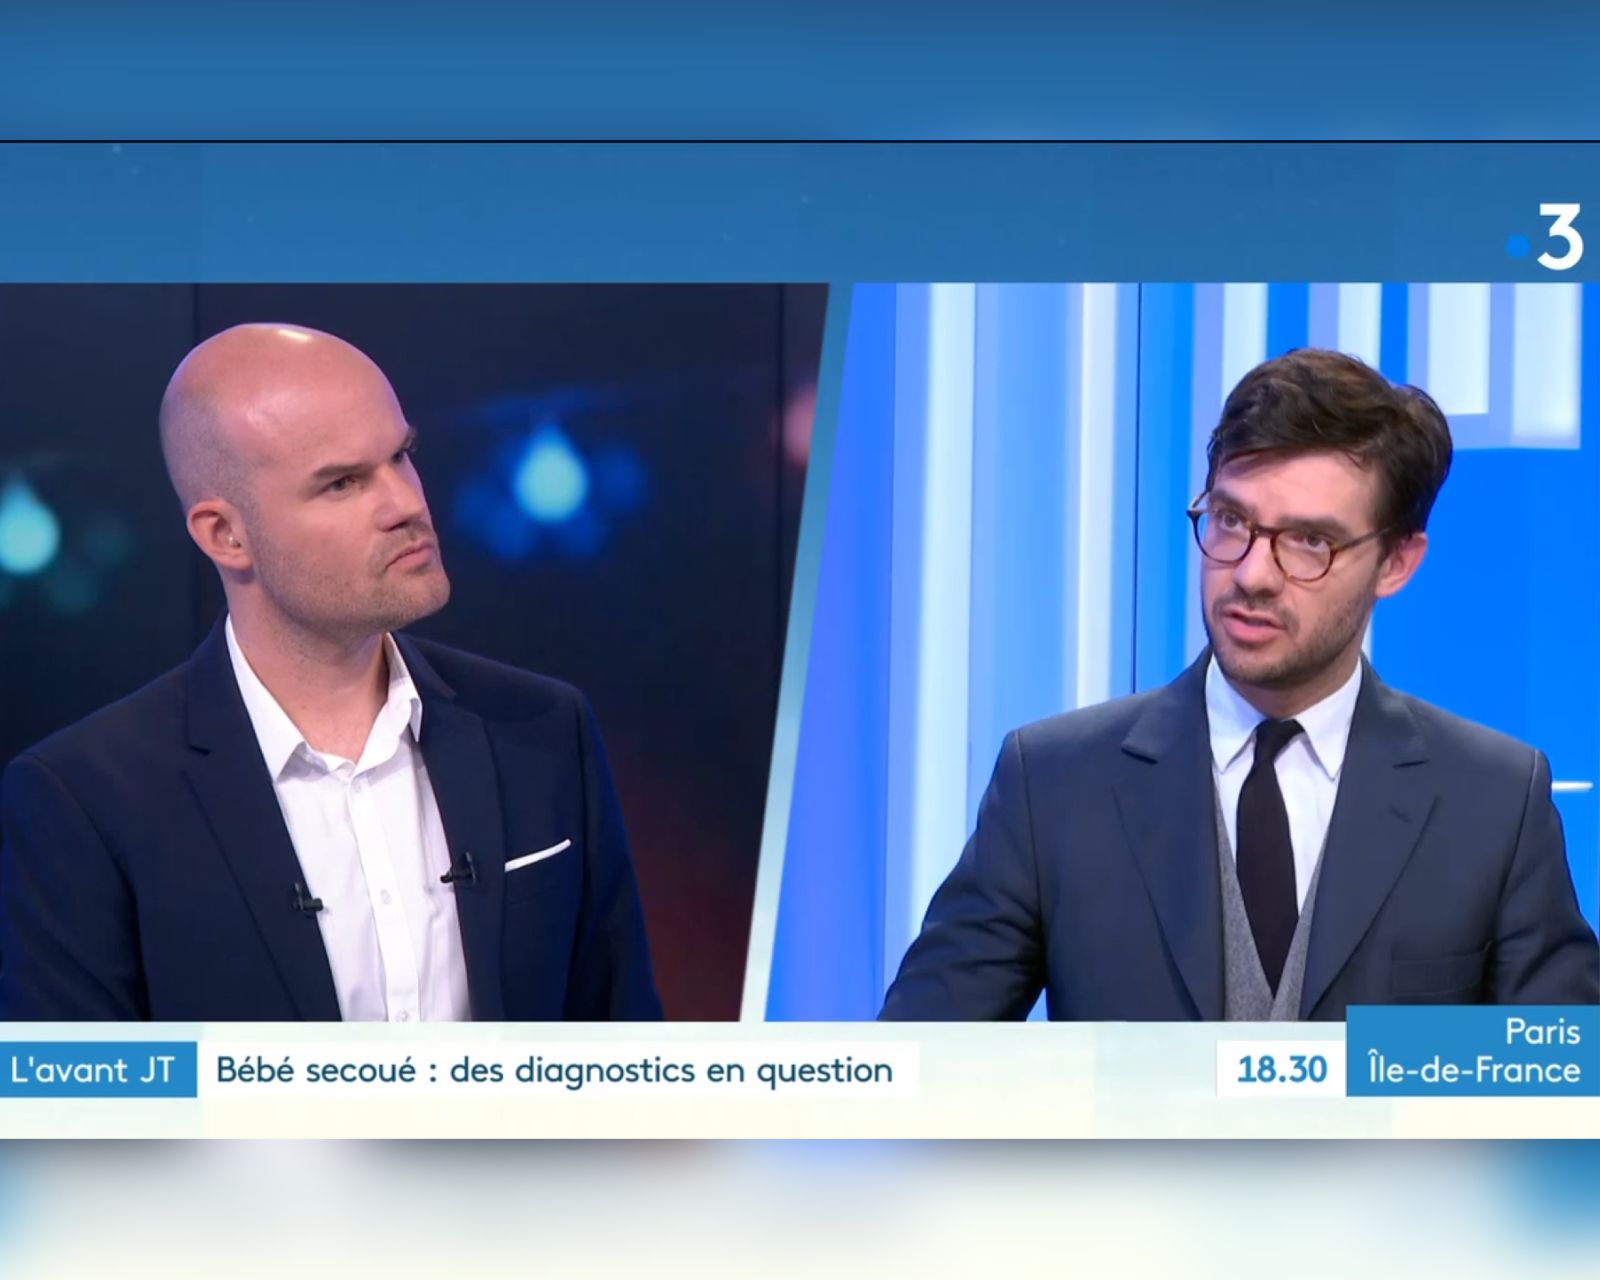 3
L'avant JT
Bébé secoué : des diagnostics en question
18.30
Paris
Île-de-France